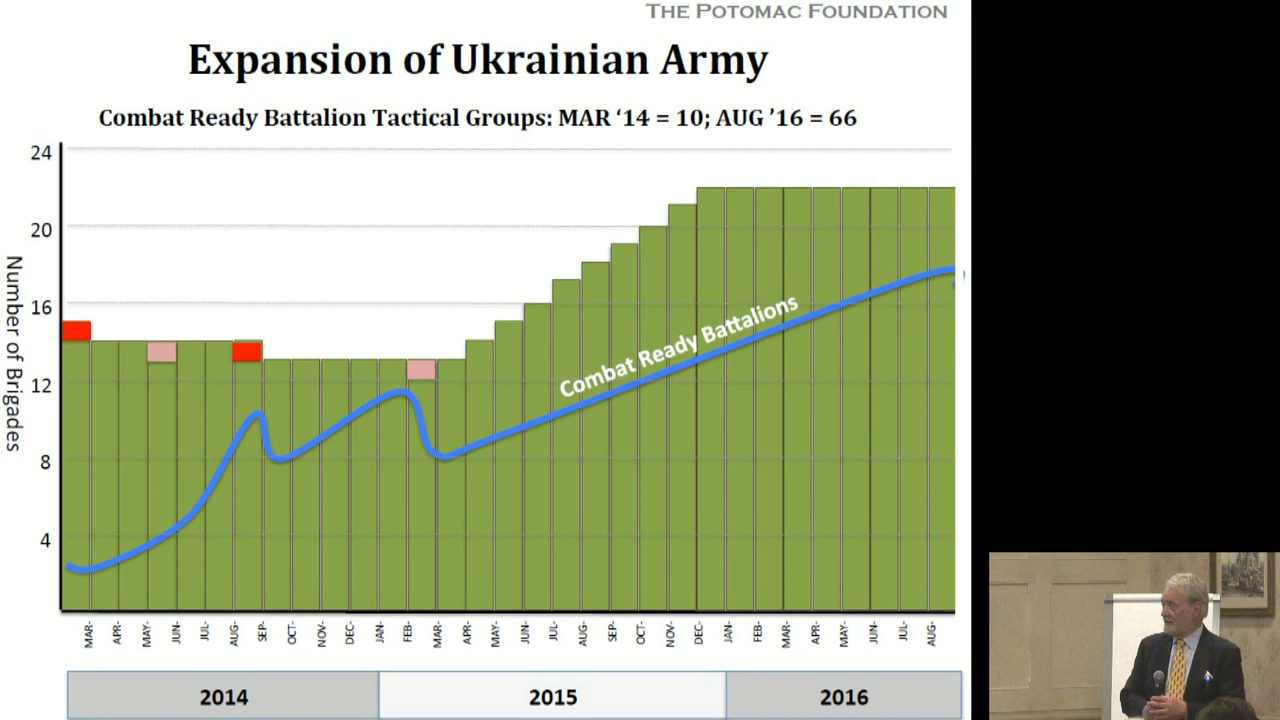 THE POTOMAC FOUNDATION
Expansion of Ukrainian Army
Combat Ready Battalion Tactical Groups: MAR ‘14 = 10; AUG ’16 = 66
24
20
16
12
8
4
Number of Brigades
Combat Ready Battalions
MAR- APR- MAY- JUN- JUL- AUG- SEP- OCT- NOV- DEC- JAN- FEB- MAR- APR- MAY- JUN- JUL- AUG- SEP- OCT- NOV- DEC- JAN- FEB- MAR- APR- MAY- JUN- JUL- AUG-
2014 2015 2016